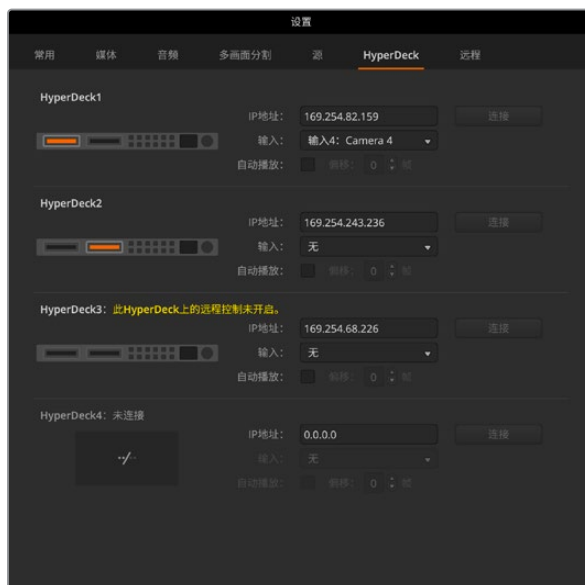 设置
常用 媒体 音频 多画面分割 源 HyperDeck 远程
HyperDeck1
IP地址： 169.254.82.159 连接
输入： 输入4：Camera 4
自动播放： 偏移： 0 帧
HyperDeck2
IP地址： 169.254.243.236 连接
输入： 无
自动播放： 偏移： 0 帧
HyperDeck3：此HyperDeck上的远程控制未开启。
IP地址： 169.254.68.226 连接
输入： 无
自动播放： 偏移： 0 帧
HyperDeck4：未连接
IP地址： 0.0.0.0 连接
--/--
输入： 无
自动播放： 偏移： 0 帧